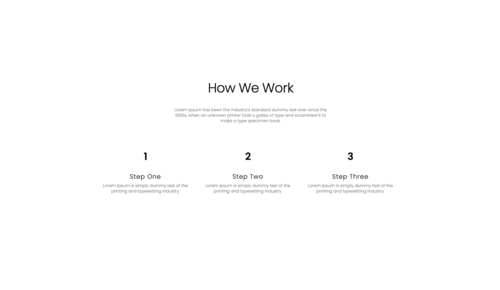 How We Work
Lorem Ipsum has been the industry's standard dummy text ever since the
1500s, when an unknown printer took a galley of type and scrambled it to
make a type specimen book.
1
2
3
Step One
Step Two
Step Three
Lorem Ipsum is simply dummy text of the
printing and typesetting industry.
Lorem Ipsum is simply dummy text of the
printing and typesetting industry.
Lorem Ipsum is simply dummy text of the
printing and typesetting industry.